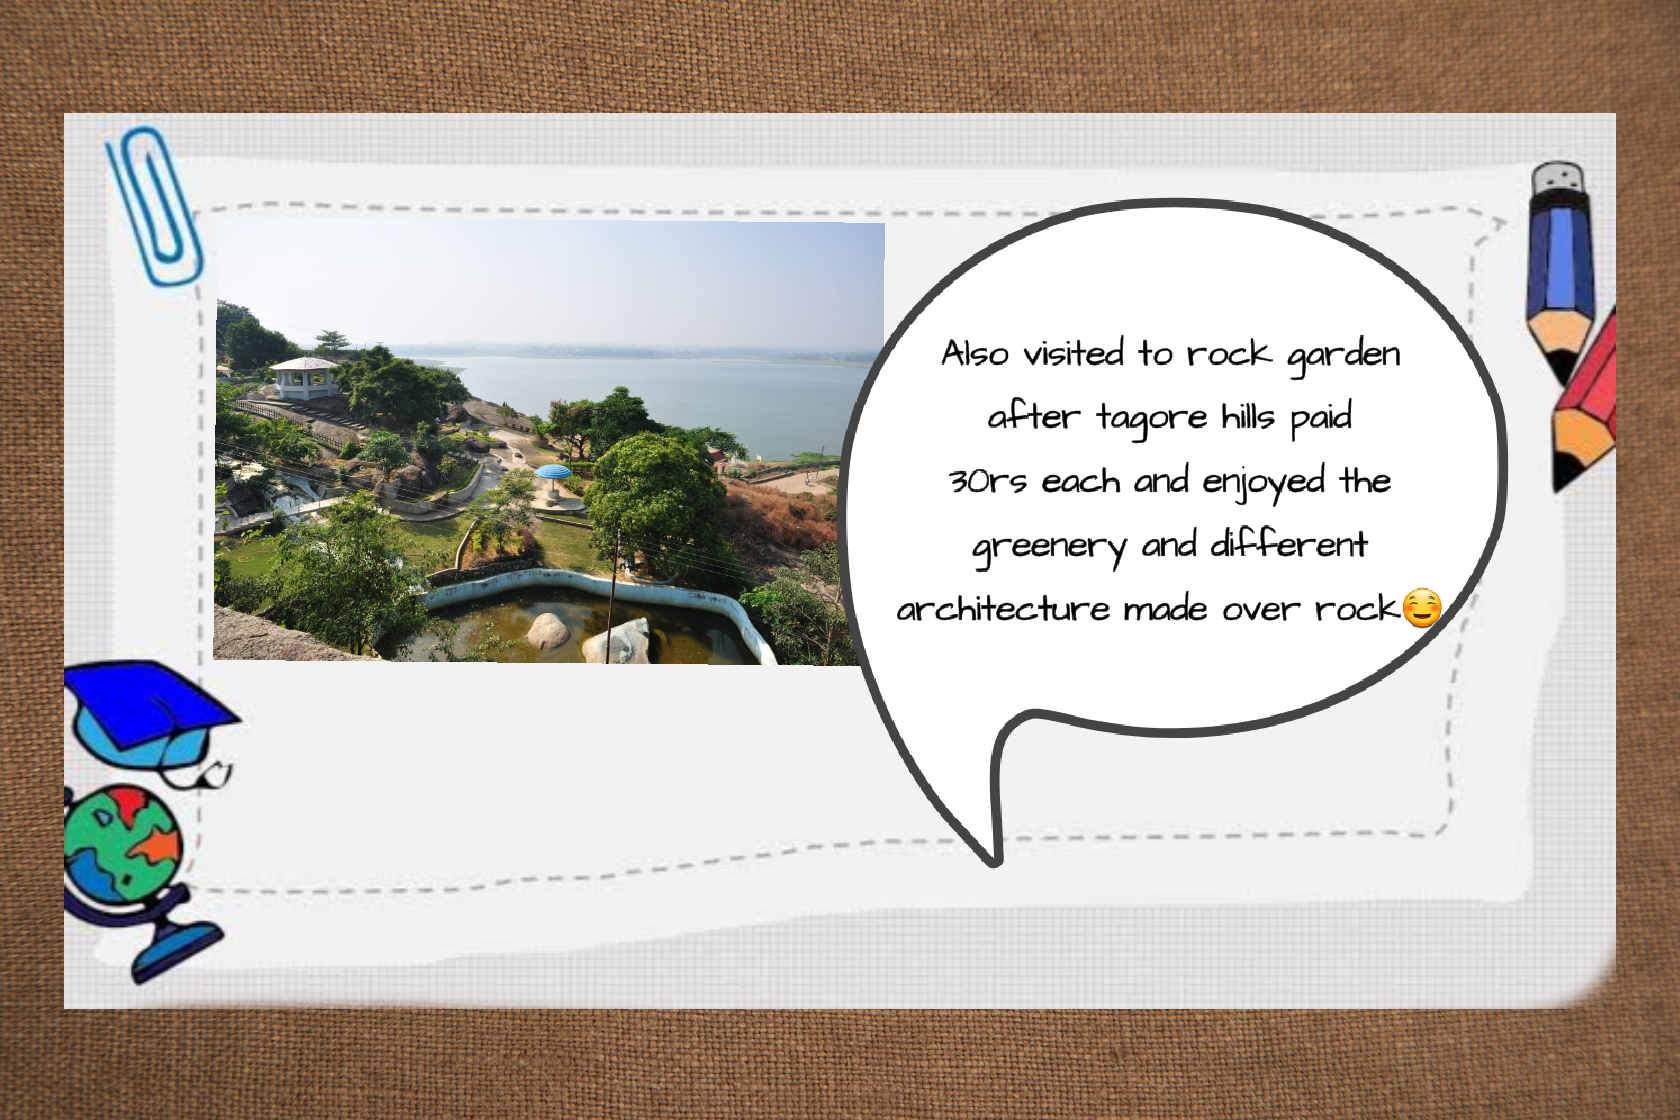 Also visited to rock garden
after tagore hills paid
30rs each and enjoyed the
greenery and different
architecture made over rock😊